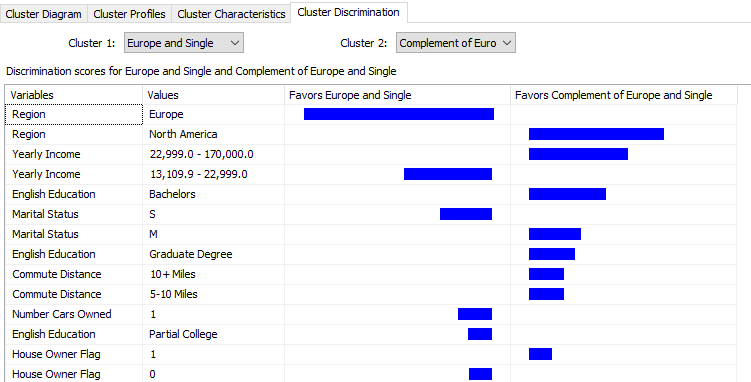 Cluster Diagram Cluster Profiles Cluster Characteristics Cluster Discrimination
Cluster 1: Europe and Single Cluster 2: Complement of Euro
Discrimination scores for Europe and Single and Complement of Europe and Single
Variables Values Favors Europe and Single Favors Complement of Europe and Single
Region Europe
Region North America
Yearly Income 22,999.0 - 170,000.0
Yearly Income 13,109.9 - 22,999.0
English Education Bachelors
Marital Status S
Marital Status M
English Education Graduate Degree
Commute Distance 10+ Miles
Commute Distance 5-10 Miles
Number Cars Owned 1
English Education Partial College
House Owner Flag 1
House Owner Flag 0